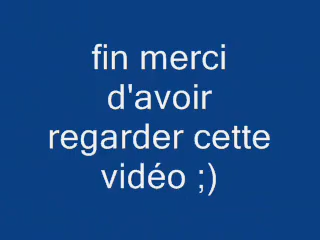 fin merci
d'avoir
regarder cette
vidéo ;)